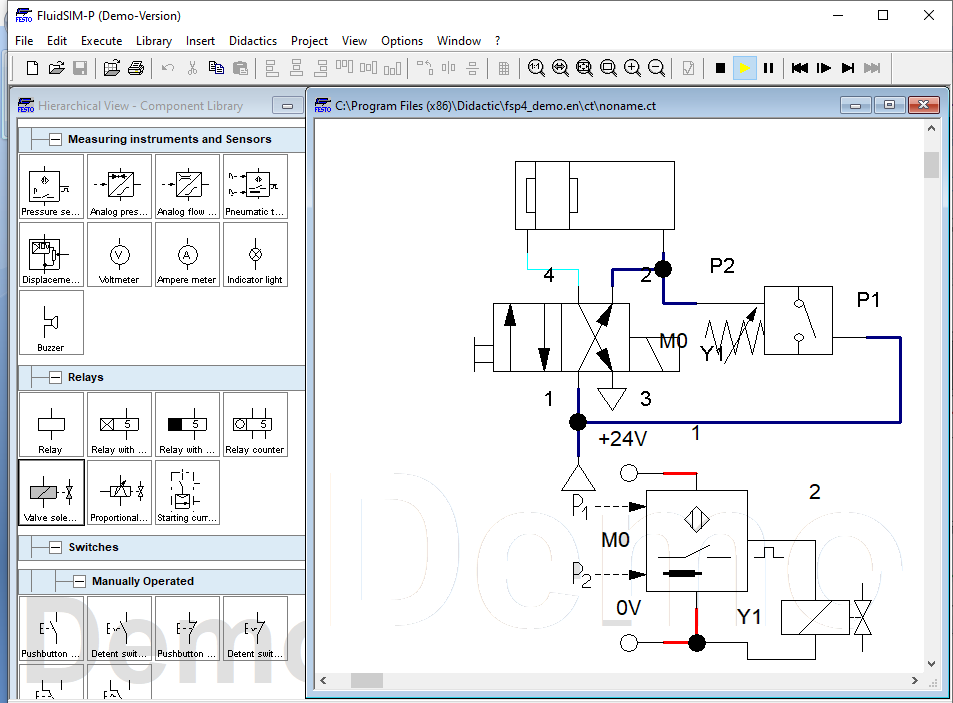 FluidSIM-P (Demo-Version)
File Edit Execute Library Insert Didactics Project View Options Window ?
Hierarchical View - Component Library
Measuring instruments and Sensors
Pressure se... Analog pres... Analog flow ... Pneumatic t...
Displaceme... Voltmeter Ampere meter Indicator light
Buzzer
Relays
Relay Relay with ... Relay with ... Relay counter
Valve sole... Proportional... Starting curr...
Switches
Manually Operated
Pushbutton ... Detent swit... Pushbutton ... Detent swit...
Demo
C:\Program Files (x86)\Didactic\fsp4_demo.en\ct\noname.ct
4 2 P2
P1
M0 Y1
1 3
+24V 1
2
P1
M0
P2
0V Y1
Demo